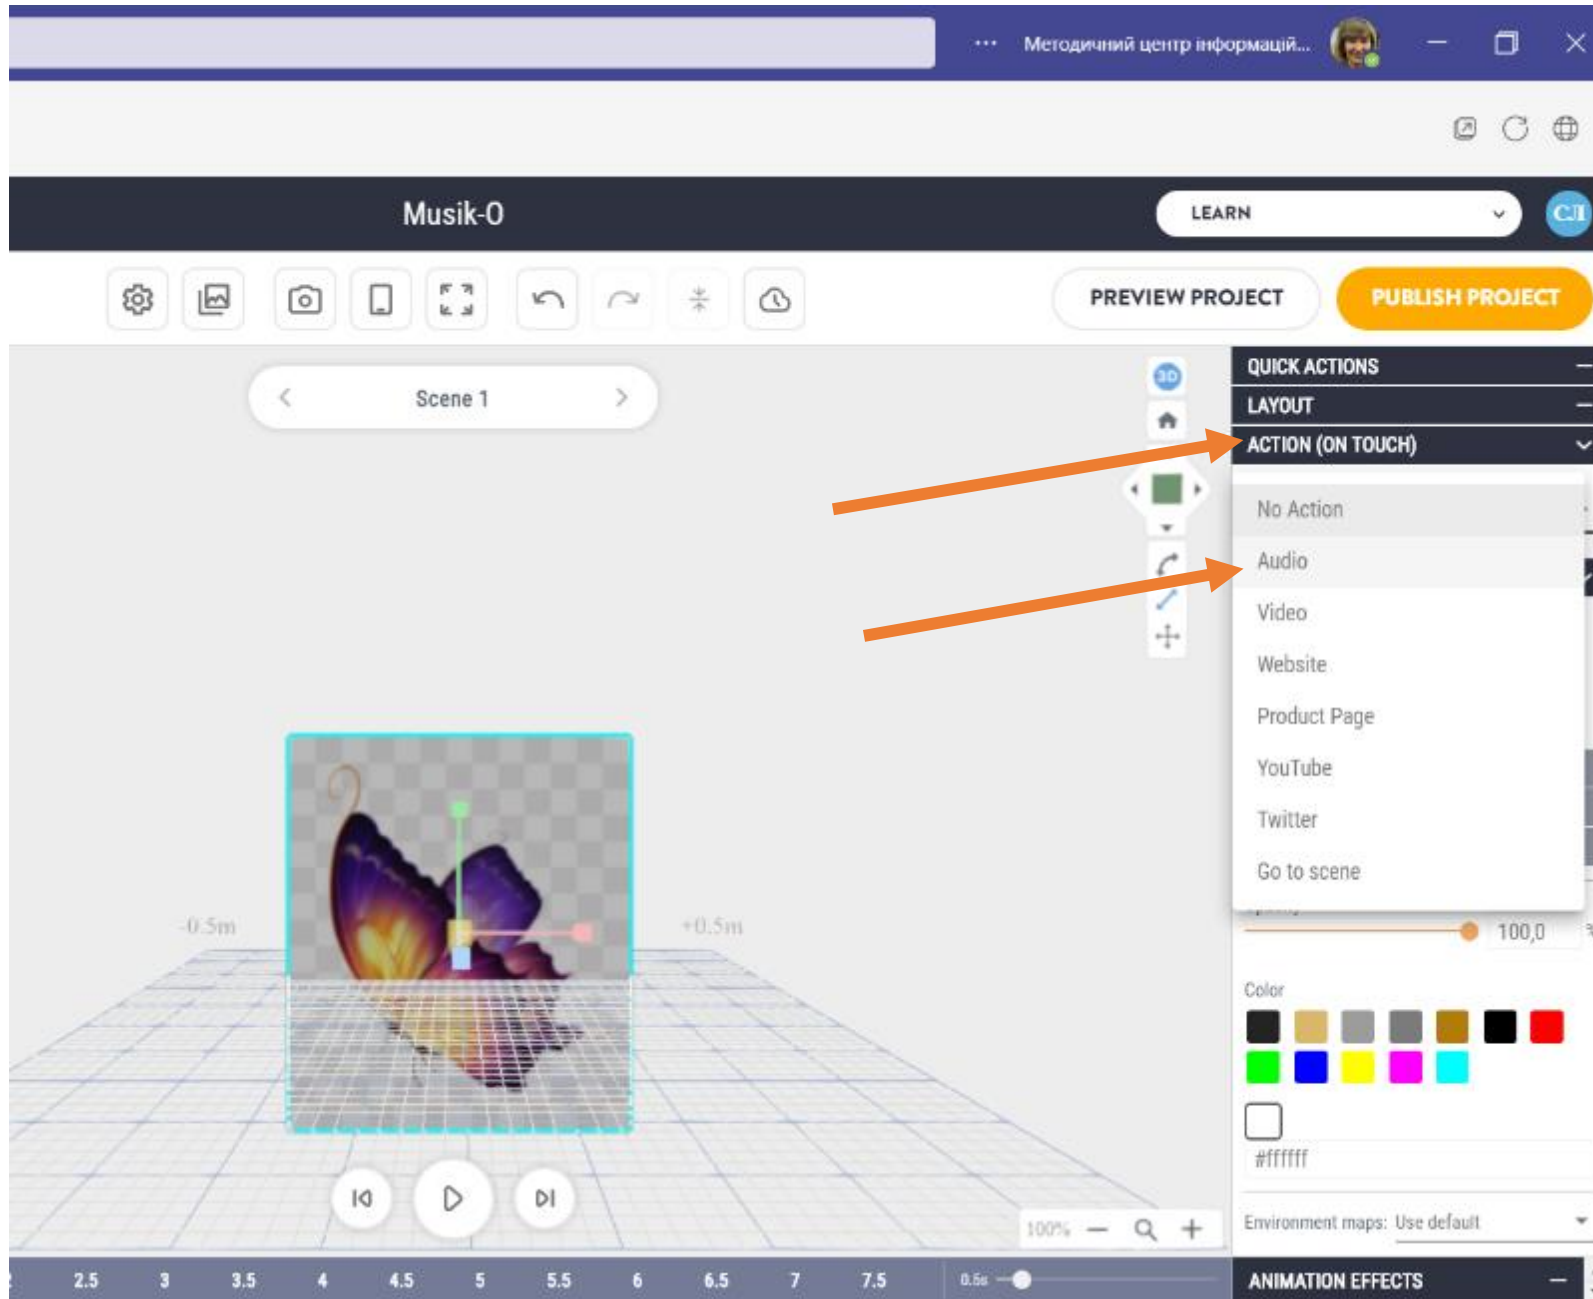 Методичний центр інформацій...
Musik-O
LEARN
СЛ
PREVIEW PROJECT
PUBLISH PROJECT
Scene 1
3D
QUICK ACTIONS
LAYOUT
ACTION (ON TOUCH)
No Action
Audio
Video
Website
Product Page
YouTube
Twitter
Go to scene
-0.5m
+0.5m
100,0
Color
#ffffff
100%
Environment maps: Use default
2.5 3 3.5 4 4.5 5 5.5 6 6.5 7 7.5
0.5s
ANIMATION EFFECTS